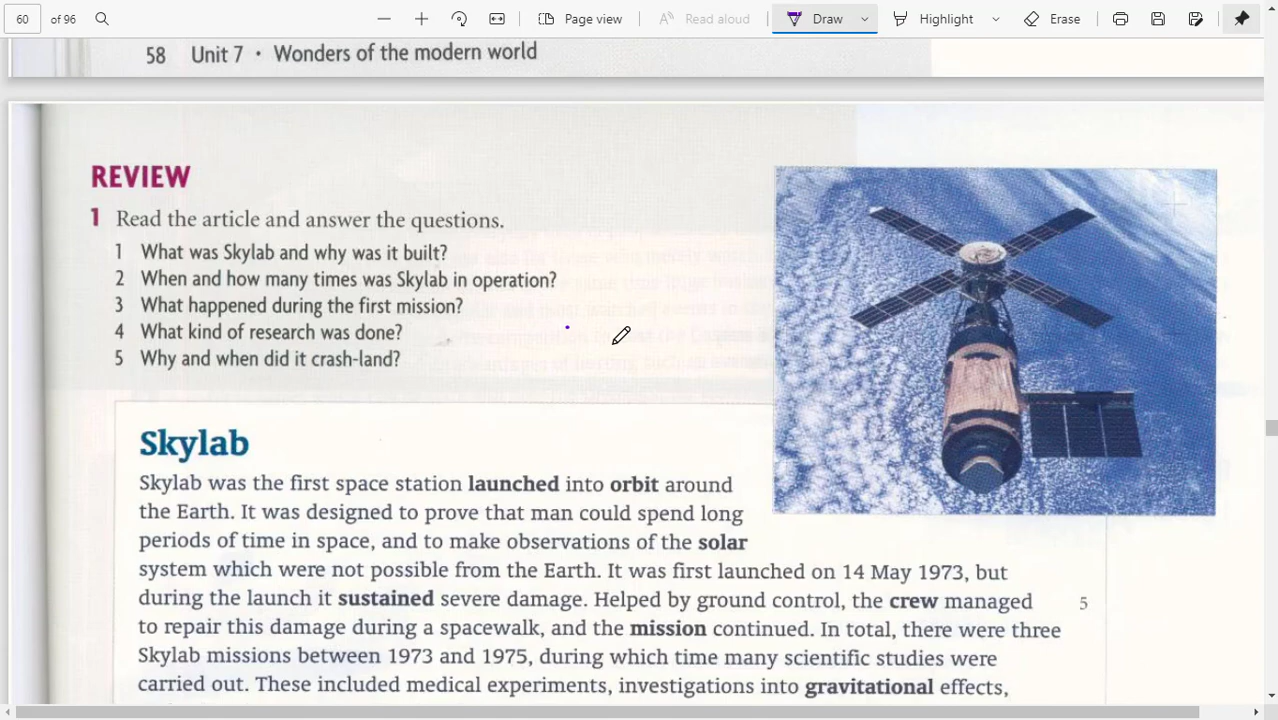 60 of 96 Page view Read aloud Draw Highlight Erase
58 Unit 7 · Wonders of the modern world
REVIEW
1 Read the article and answer the questions.
1 What was Skylab and why was it built?
2 When and how many times was Skylab in operation?
3 What happened during the first mission?
4 What kind of research was done?
5 Why and when did it crash-land?
Skylab
Skylab was the first space station launched into orbit around
the Earth. It was designed to prove that man could spend long
periods of time in space, and to make observations of the solar
system which were not possible from the Earth. It was first launched on 14 May 1973, but
during the launch it sustained severe damage. Helped by ground control, the crew managed 5
to repair this damage during a spacewalk, and the mission continued. In total, there were three
Skylab missions between 1973 and 1975, during which time many scientific studies were
carried out. These included medical experiments, investigations into gravitational effects,